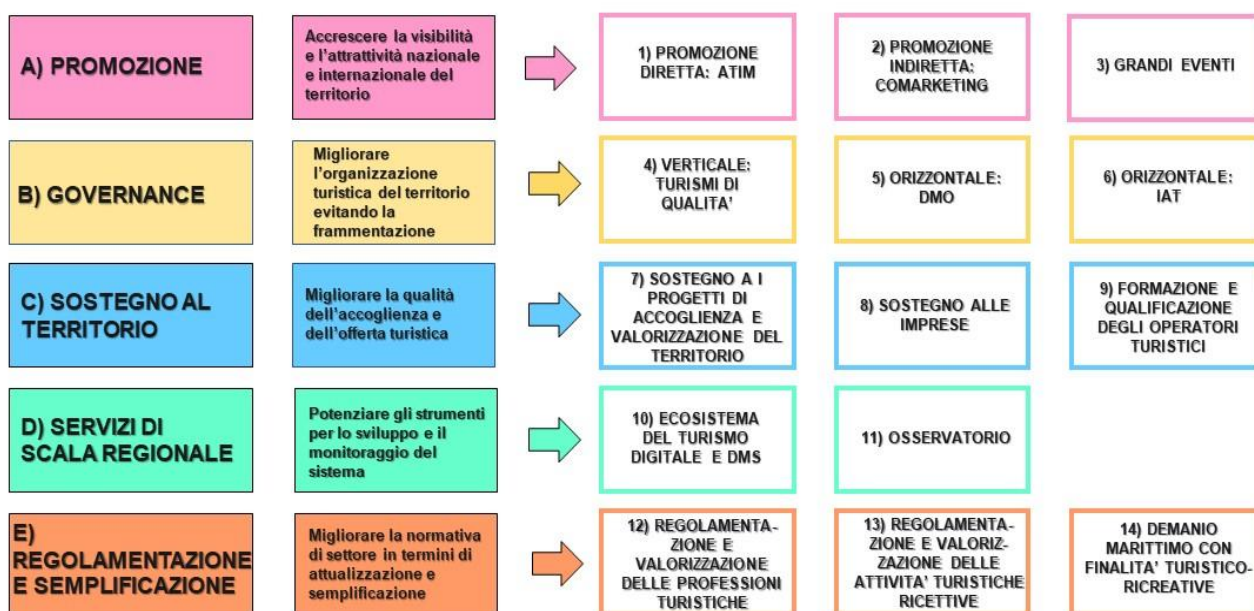 A) PROMOZIONE
Accrescere la visibilità
e l'attrattività nazionale
e internazionale del
territorio
1) PROMOZIONE
DIRETTA: ATIM
2) PROMOZIONE
INDIRETTA:
COMARKETING
3) GRANDI EVENTI
B) GOVERNANCE
Migliorare
l'organizzazione
turistica del territorio
evitando la
frammentazione
4) VERTICALE:
TURISMI DI
QUALITA'
5) ORIZZONTALE:
DMO
6) ORIZZONTALE:
IAT
C) SOSTEGNO AL
TERRITORIO
Migliorare la qualità
dell'accoglienza e
dell'offerta turistica
7) SOSTEGNO A I
PROGETTI DI
ACCOGLIENZA E
VALORIZZAZIONE DEL
TERRITORIO
8) SOSTEGNO ALLE
IMPRESE
9) FORMAZIONE E
QUALIFICAZIONE
DEGLI OPERATORI
TURISTICI
D) SERVIZI DI
SCALA REGIONALE
Potenziare gli strumenti
per lo sviluppo e il
monitoraggio del
sistema
10) ECOSISTEMA
DEL TURISMO
DIGITALE E DMS
11) OSSERVATORIO
E)
REGOLAMENTAZIONE
E SEMPLIFICAZIONE
Migliorare la normativa
di settore in termini di
attualizzazione e
semplificazione
12) REGOLAMENTA-
ZIONE E
VALORIZZAZIONE
DELLE PROFESSIONI
TURISTICHE
13) REGOLAMENTA-
ZIONE E VALORIZ-
ZAZIONE DELLE
ATTIVITA' TURISTICHE
RICETTIVE
14) DEMANIO
MARITTIMO CON
FINALITA' TURISTICO-
RICREATIVE